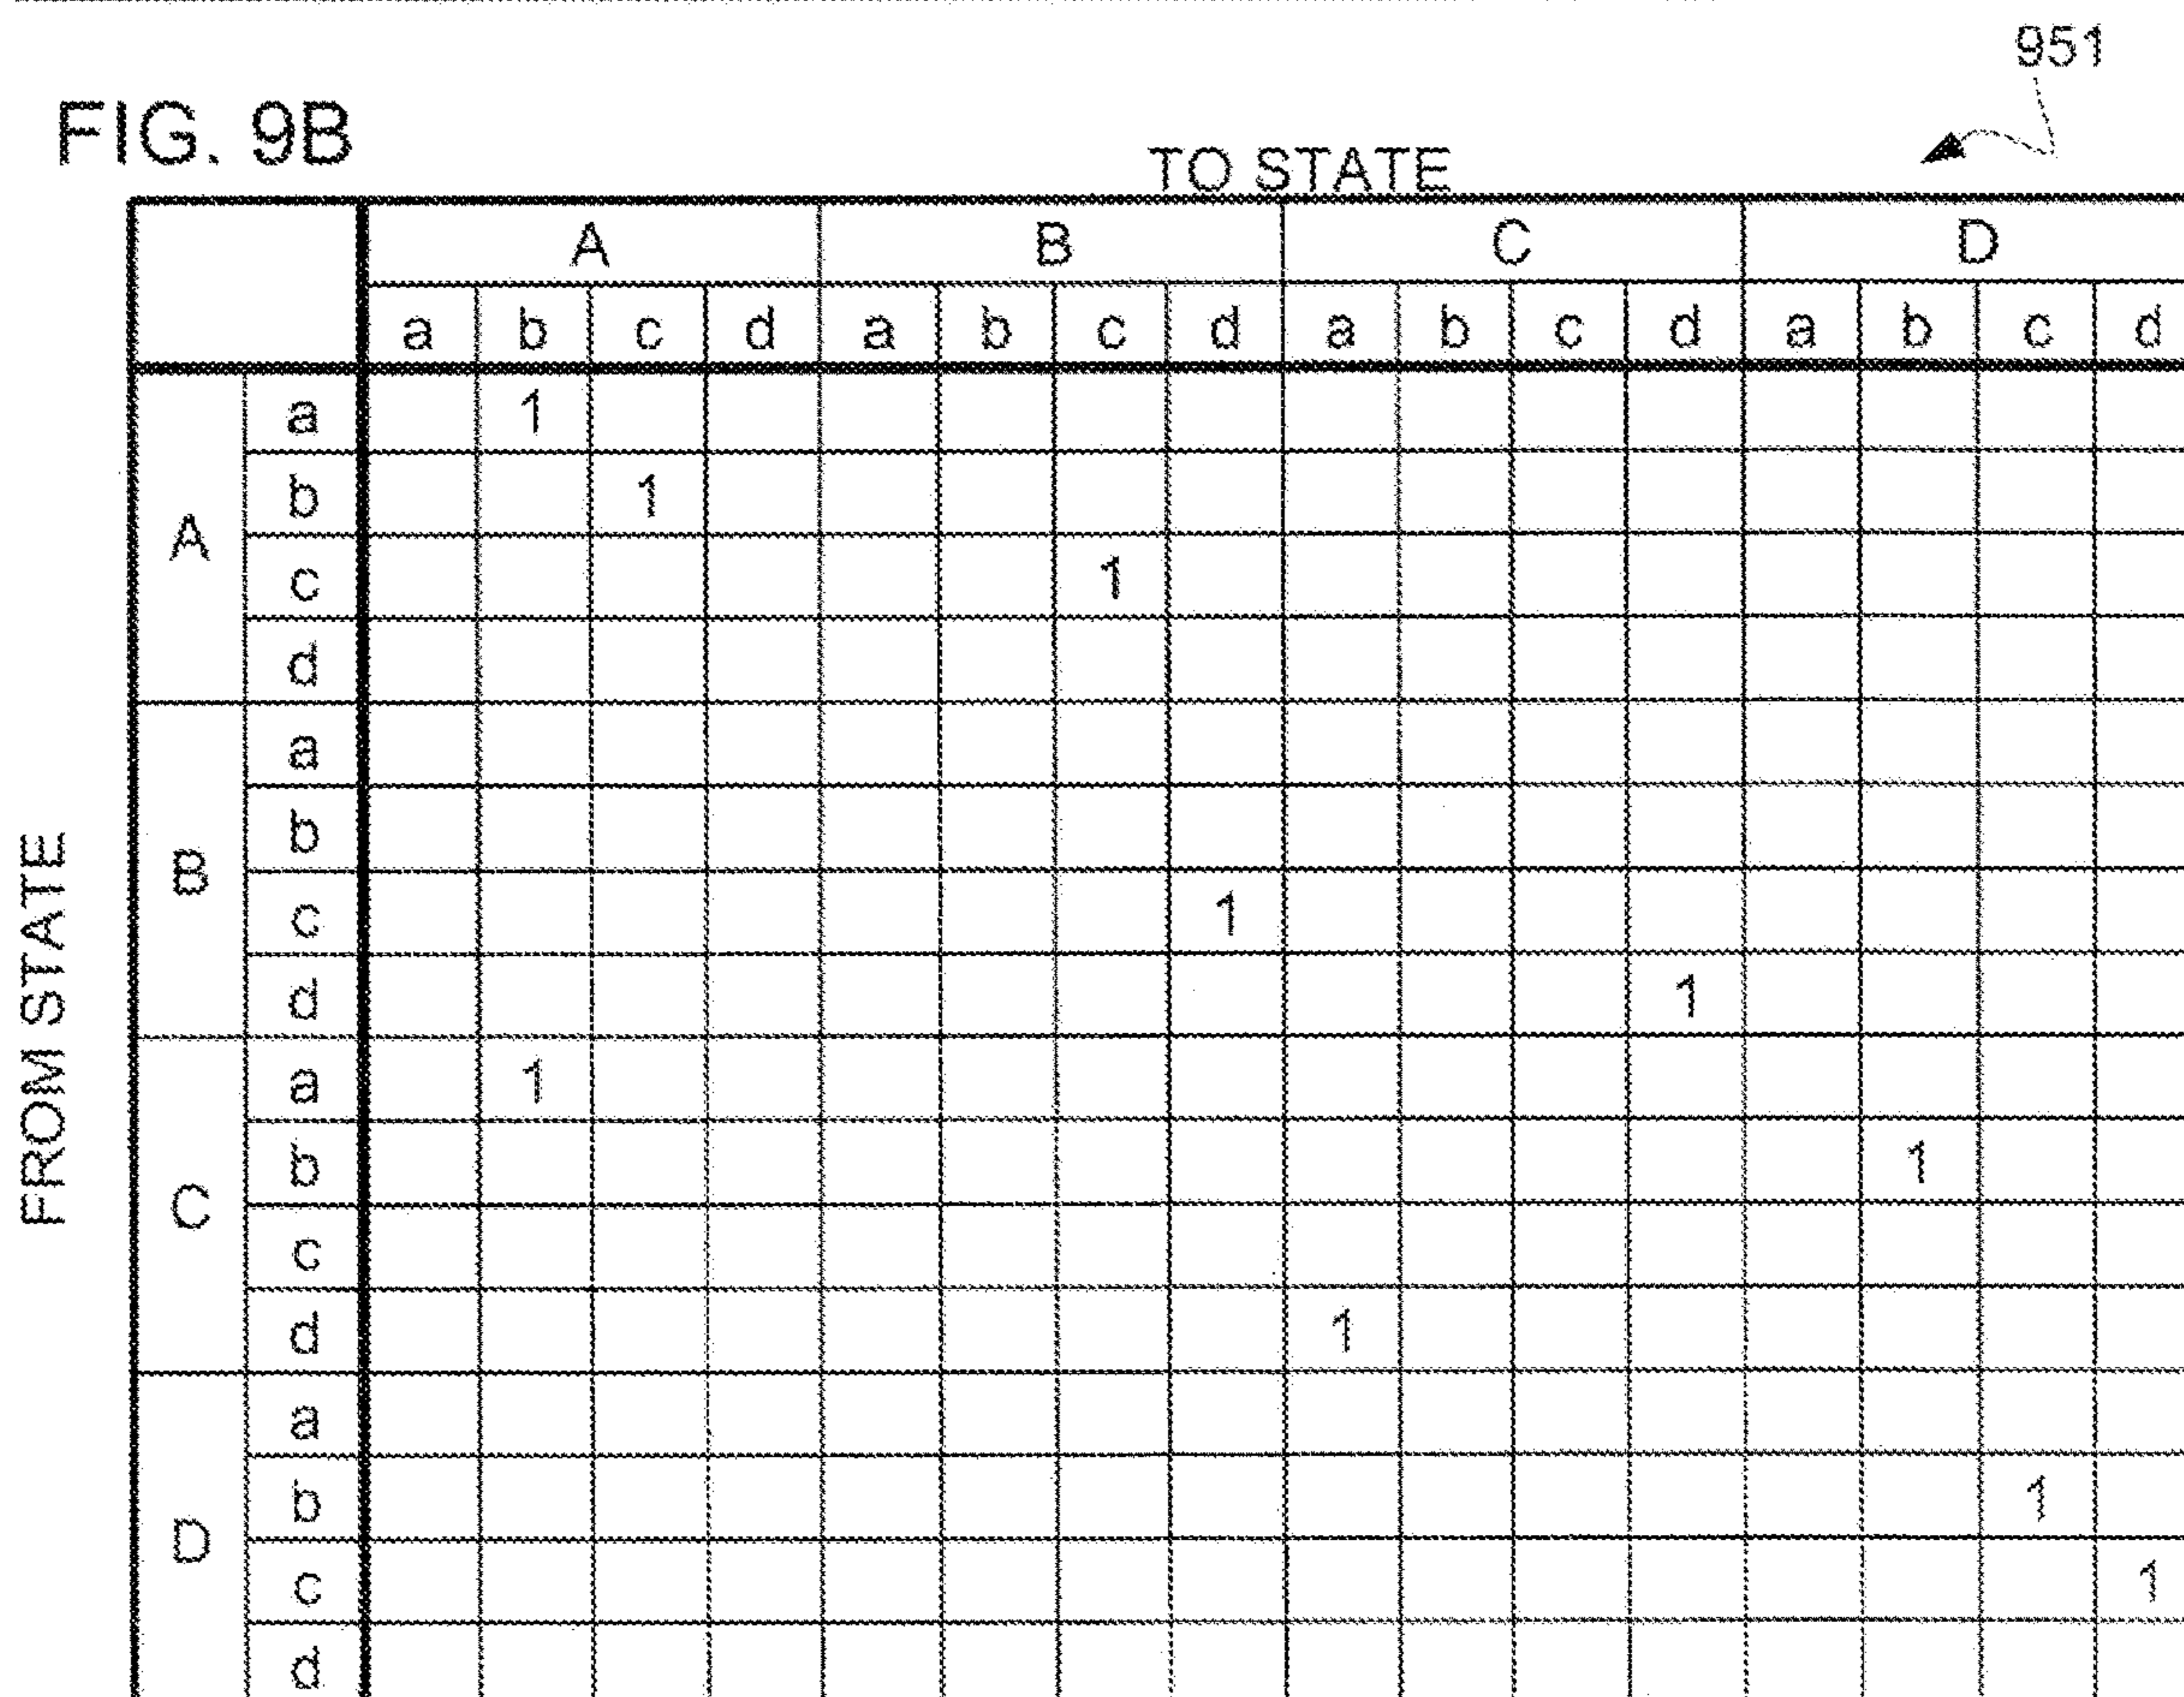 951
FIG. 9B
TO STATE
A B C D
a b c d a b c d a b c d a b c d
FROM STATE
A
a 1
b 1
c 1
d
B
a
b
c 1
d 1
C
a 1
b 1
c
d 1
D
a
b 1
c 1
d